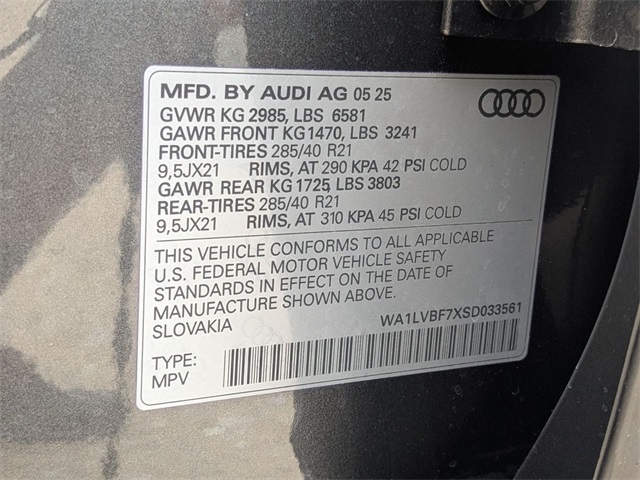 MFD. BY AUDI AG 05 25
GVWR KG 2985, LBS 6581
GAWR FRONT KG 1470, LBS 3241
FRONT-TIRES 285/40 R21
9,5JX21 RIMS, AT 290 KPA 42 PSI COLD
GAWR REAR KG 1725, LBS 3803
REAR-TIRES 285/40 R21
9,5JX21 RIMS, AT 310 KPA 45 PSI COLD
THIS VEHICLE CONFORMS TO ALL APPLICABLE
U.S. FEDERAL MOTOR VEHICLE SAFETY
STANDARDS IN EFFECT ON THE DATE OF
MANUFACTURE SHOWN ABOVE.
SLOVAKIA
WA1LVBF7XSD033561
TYPE:
MPV